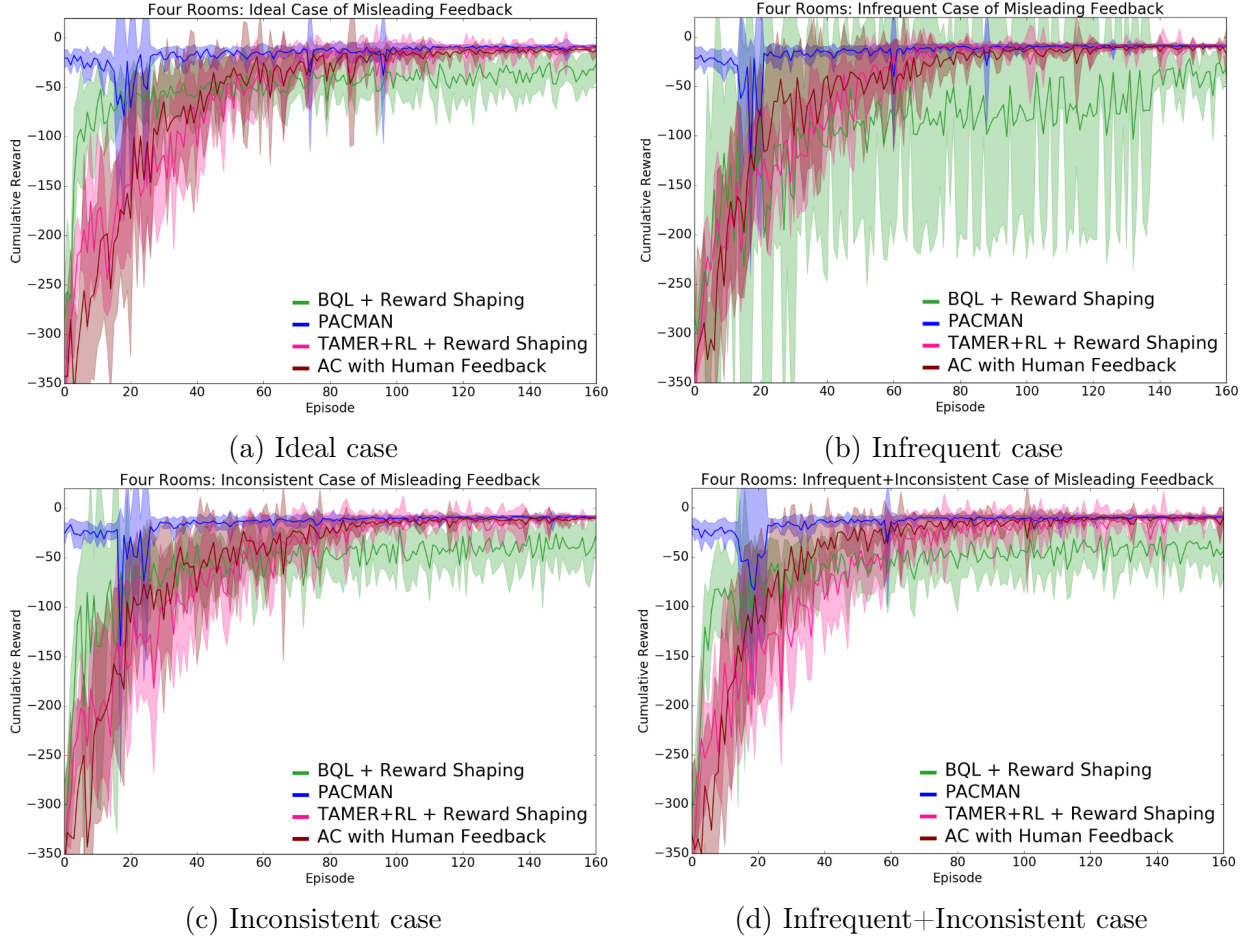 Four Rooms: Ideal Case of Misleading Feedback
0
−50
−100
−150
−200
−250
−300
−350
Cumulative Reward
BQL + Reward Shaping
PACMAN
TAMER+RL + Reward Shaping
AC with Human Feedback
0 20 40 60 80 100 120 140 160
Episode
(a) Ideal case
Four Rooms: Infrequent Case of Misleading Feedback
0
−50
−100
−150
−200
−250
−300
−350
Cumulative Reward
BQL + Reward Shaping
PACMAN
TAMER+RL + Reward Shaping
AC with Human Feedback
0 20 40 60 80 100 120 140 160
Episode
(b) Infrequent case
Four Rooms: Inconsistent Case of Misleading Feedback
0
−50
−100
−150
−200
−250
−300
−350
Cumulative Reward
BQL + Reward Shaping
PACMAN
TAMER+RL + Reward Shaping
AC with Human Feedback
0 20 40 60 80 100 120 140 160
Episode
(c) Inconsistent case
Four Rooms: Infrequent+Inconsistent Case of Misleading Feedback
0
−50
−100
−150
−200
−250
−300
−350
Cumulative Reward
BQL + Reward Shaping
PACMAN
TAMER+RL + Reward Shaping
AC with Human Feedback
0 20 40 60 80 100 120 140 160
Episode
(d) Infrequent+Inconsistent case